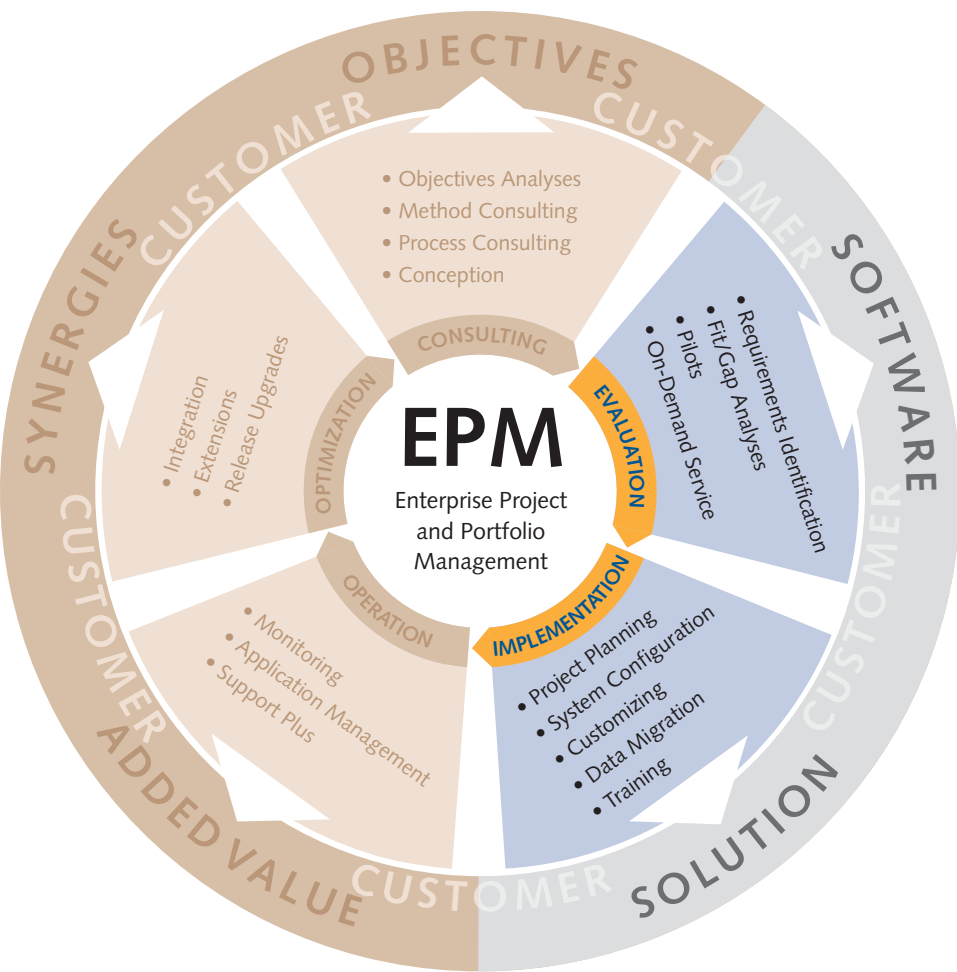 OBJECTIVES
CUSTOMER
CUSTOMER
SOFTWARE
CUSTOMER
SOLUTION
CUSTOMER
ADDED VALUE
CUSTOMER
SYNERGIES
CONSULTING
• Objectives Analyses
• Method Consulting
• Process Consulting
• Conception
EVALUATION
• Requirements Identification
• Fit/Gap Analyses
• Pilots
• On-Demand Service
IMPLEMENTATION
• Project Planning
• System Configuration
• Customizing
• Data Migration
• Training
OPERATION
• Monitoring
• Application Management
• Support Plus
OPTIMIZATION
• Integration
• Extensions
• Release Upgrades
EPM
Enterprise Project
and Portfolio
Management